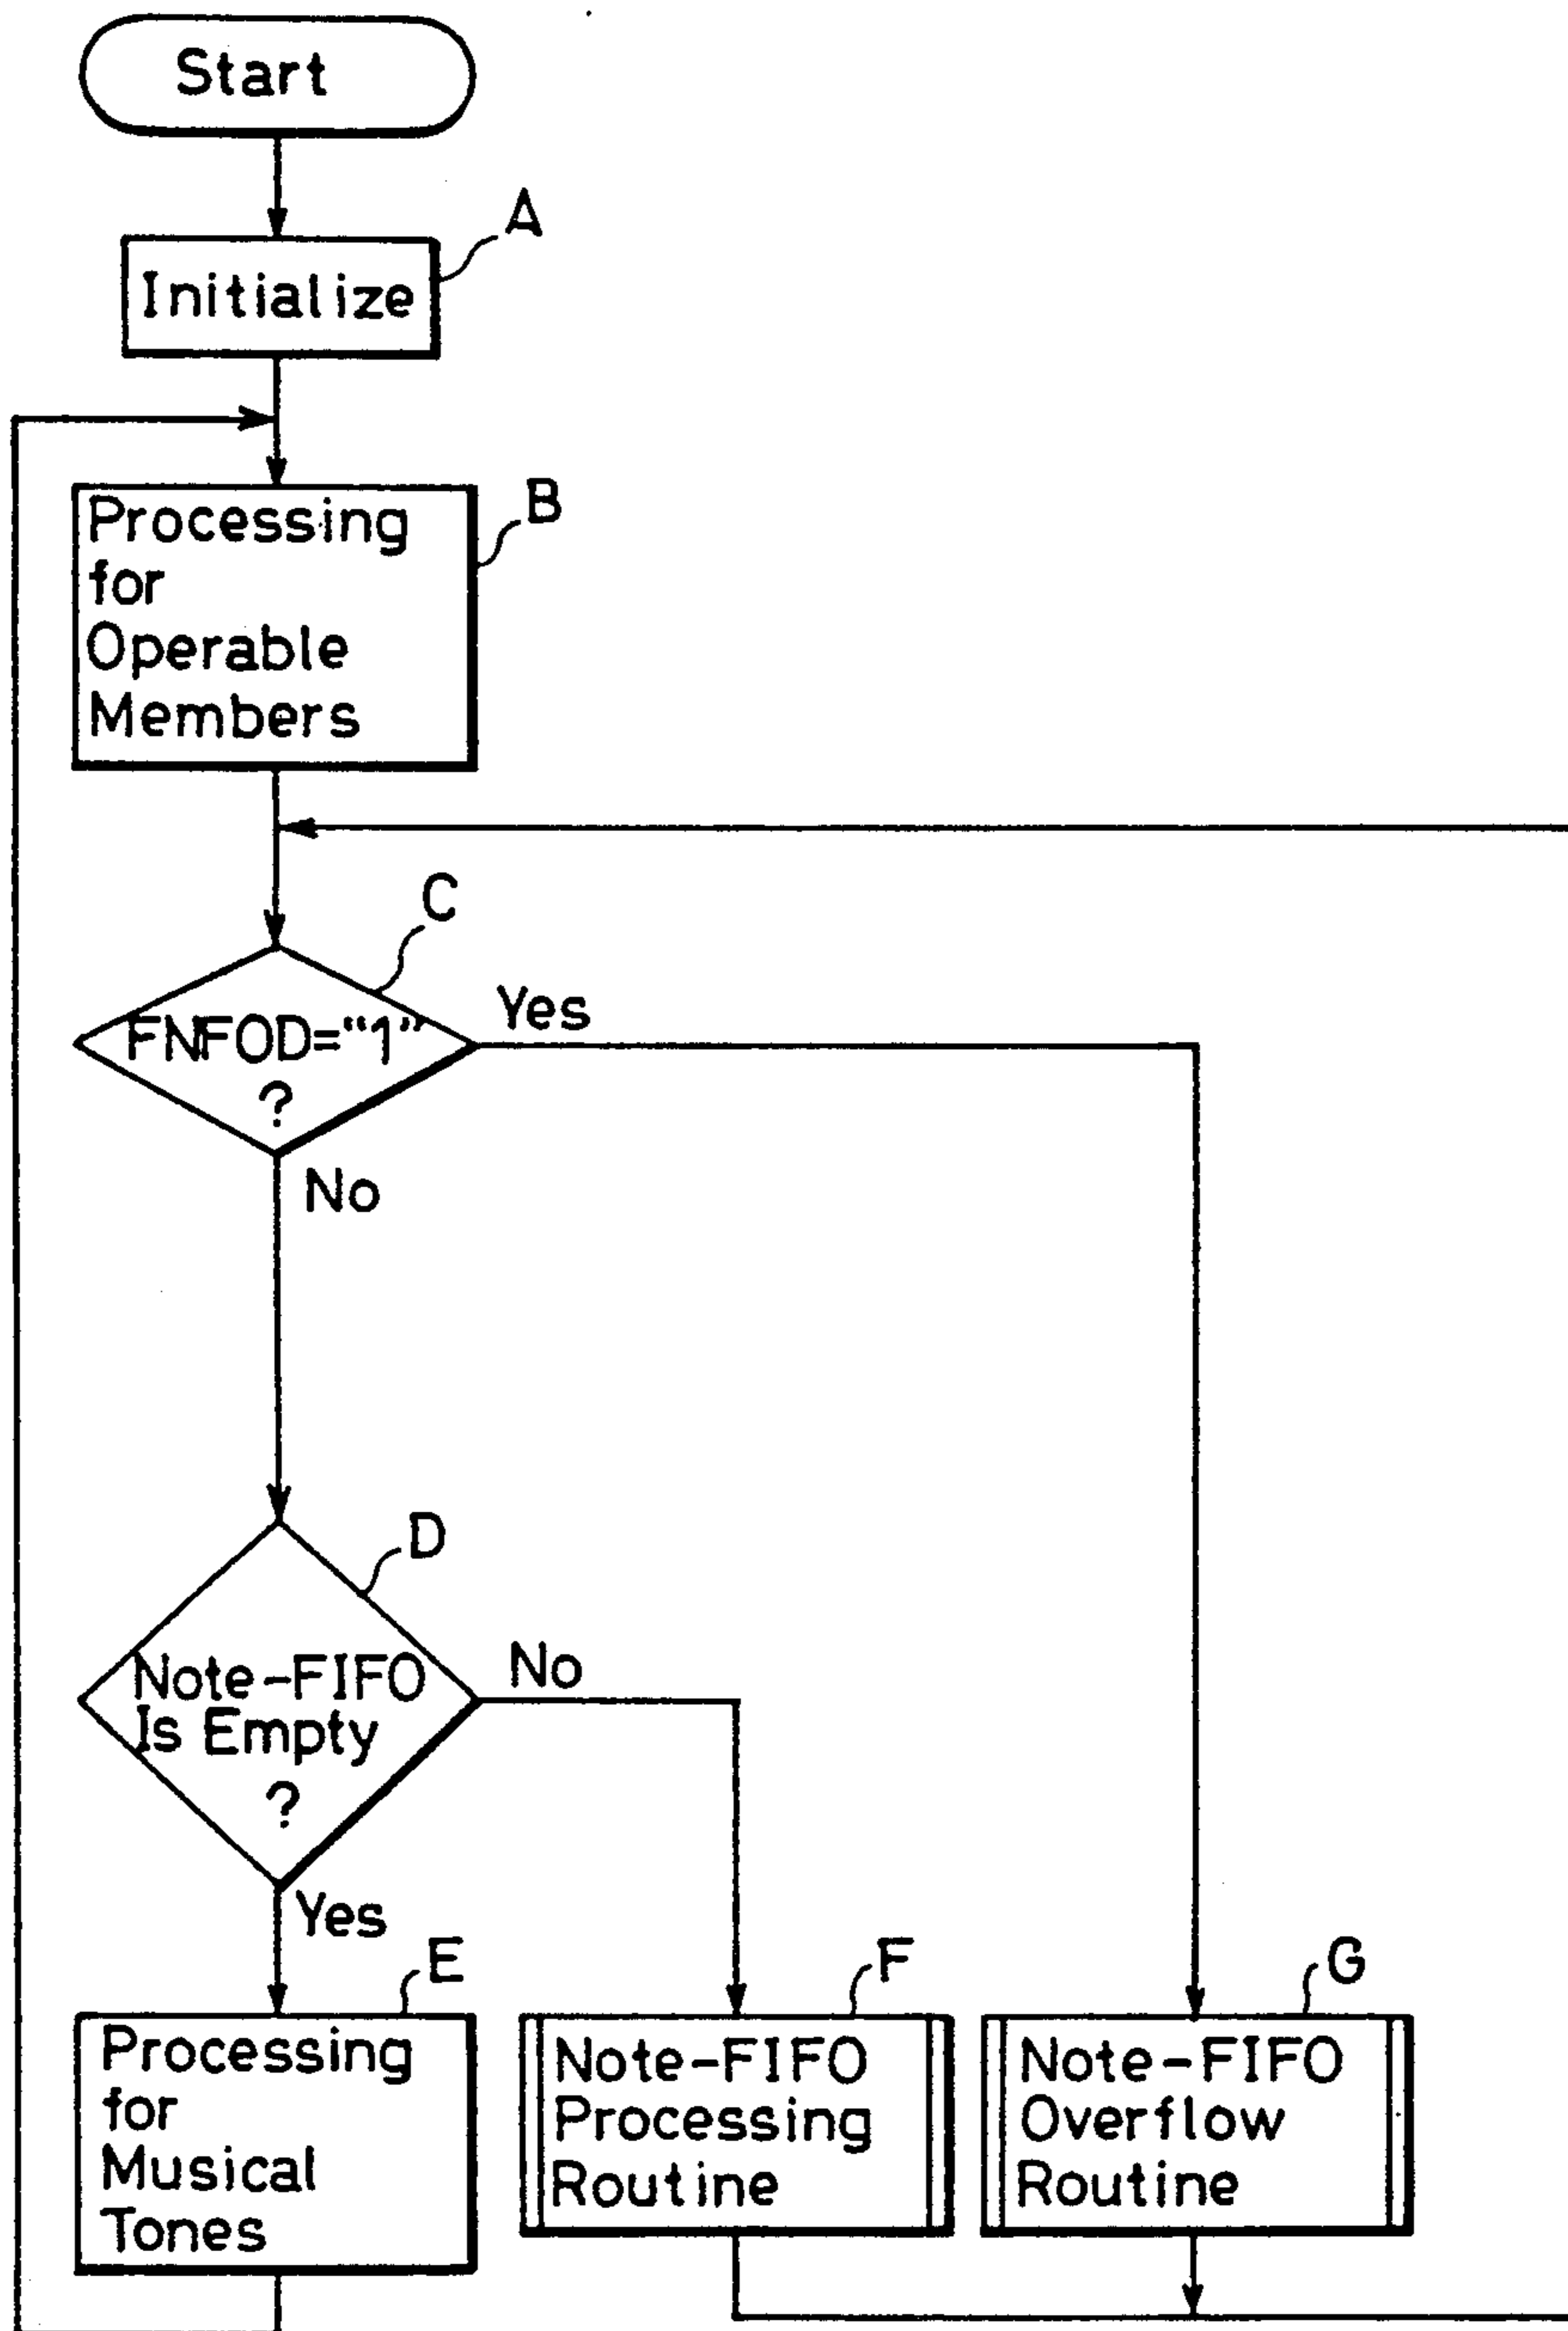 Start
A
Initialize
B
Processing
for
Operable
Members
C
FNFOD="1"
?
Yes
No
D
Note-FIFO
Is Empty
?
No
Yes
E
Processing
for
Musical
Tones
F
Note-FIFO
Processing
Routine
G
Note-FIFO
Overflow
Routine